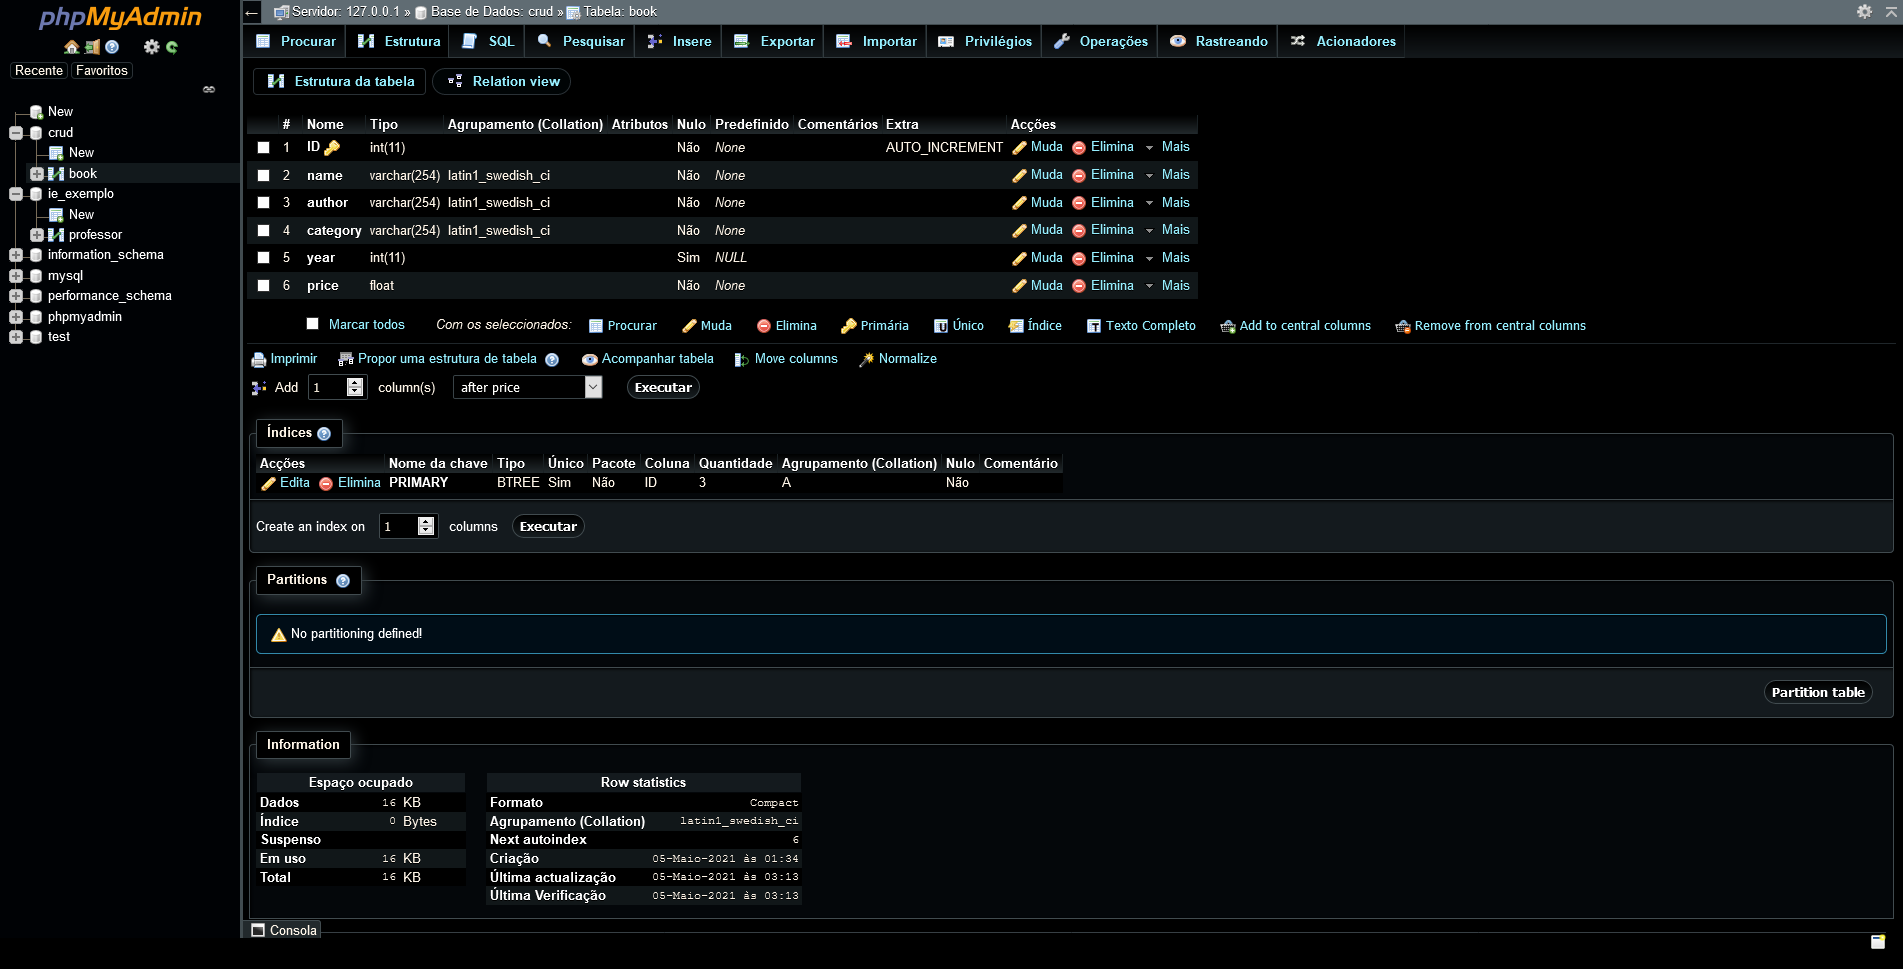 phpMyAdmin
Recente Favoritos
New
crud
New
book
ie_exemplo
New
professor
information_schema
mysql
performance_schema
phpmyadmin
test
← Servidor: 127.0.0.1 » Base de Dados: crud » Tabela: book
Procurar Estrutura SQL Pesquisar Insere Exportar Importar Privilégios Operações Rastreando Acionadores
Estrutura da tabela Relation view
# Nome Tipo Agrupamento (Collation) Atributos Nulo Predefinido Comentários Extra Acções
1 ID int(11) Não None AUTO_INCREMENT Muda Elimina Mais
2 name varchar(254) latin1_swedish_ci Não None Muda Elimina Mais
3 author varchar(254) latin1_swedish_ci Não None Muda Elimina Mais
4 category varchar(254) latin1_swedish_ci Não None Muda Elimina Mais
5 year int(11) Sim NULL Muda Elimina Mais
6 price float Não None Muda Elimina Mais
Marcar todos Com os seleccionados: Procurar Muda Elimina Primária Único Índice Texto Completo Add to central columns Remove from central columns
Imprimir Propor uma estrutura de tabela Acompanhar tabela Move columns Normalize
Add 1 column(s) after price Executar
Índices
Acções Nome da chave Tipo Único Pacote Coluna Quantidade Agrupamento (Collation) Nulo Comentário
Edita Elimina PRIMARY BTREE Sim Não ID 3 A Não
Create an index on 1 columns Executar
Partitions
No partitioning defined!
Partition table
Information
Espaço ocupado
Dados 16 KB
Índice 0 Bytes
Suspenso
Em uso 16 KB
Total 16 KB
Row statistics
Formato Compact
Agrupamento (Collation) latin1_swedish_ci
Next autoindex 6
Criação 05-Maio-2021 às 01:34
Última actualização 05-Maio-2021 às 03:13
Última Verificação 05-Maio-2021 às 03:13
Consola